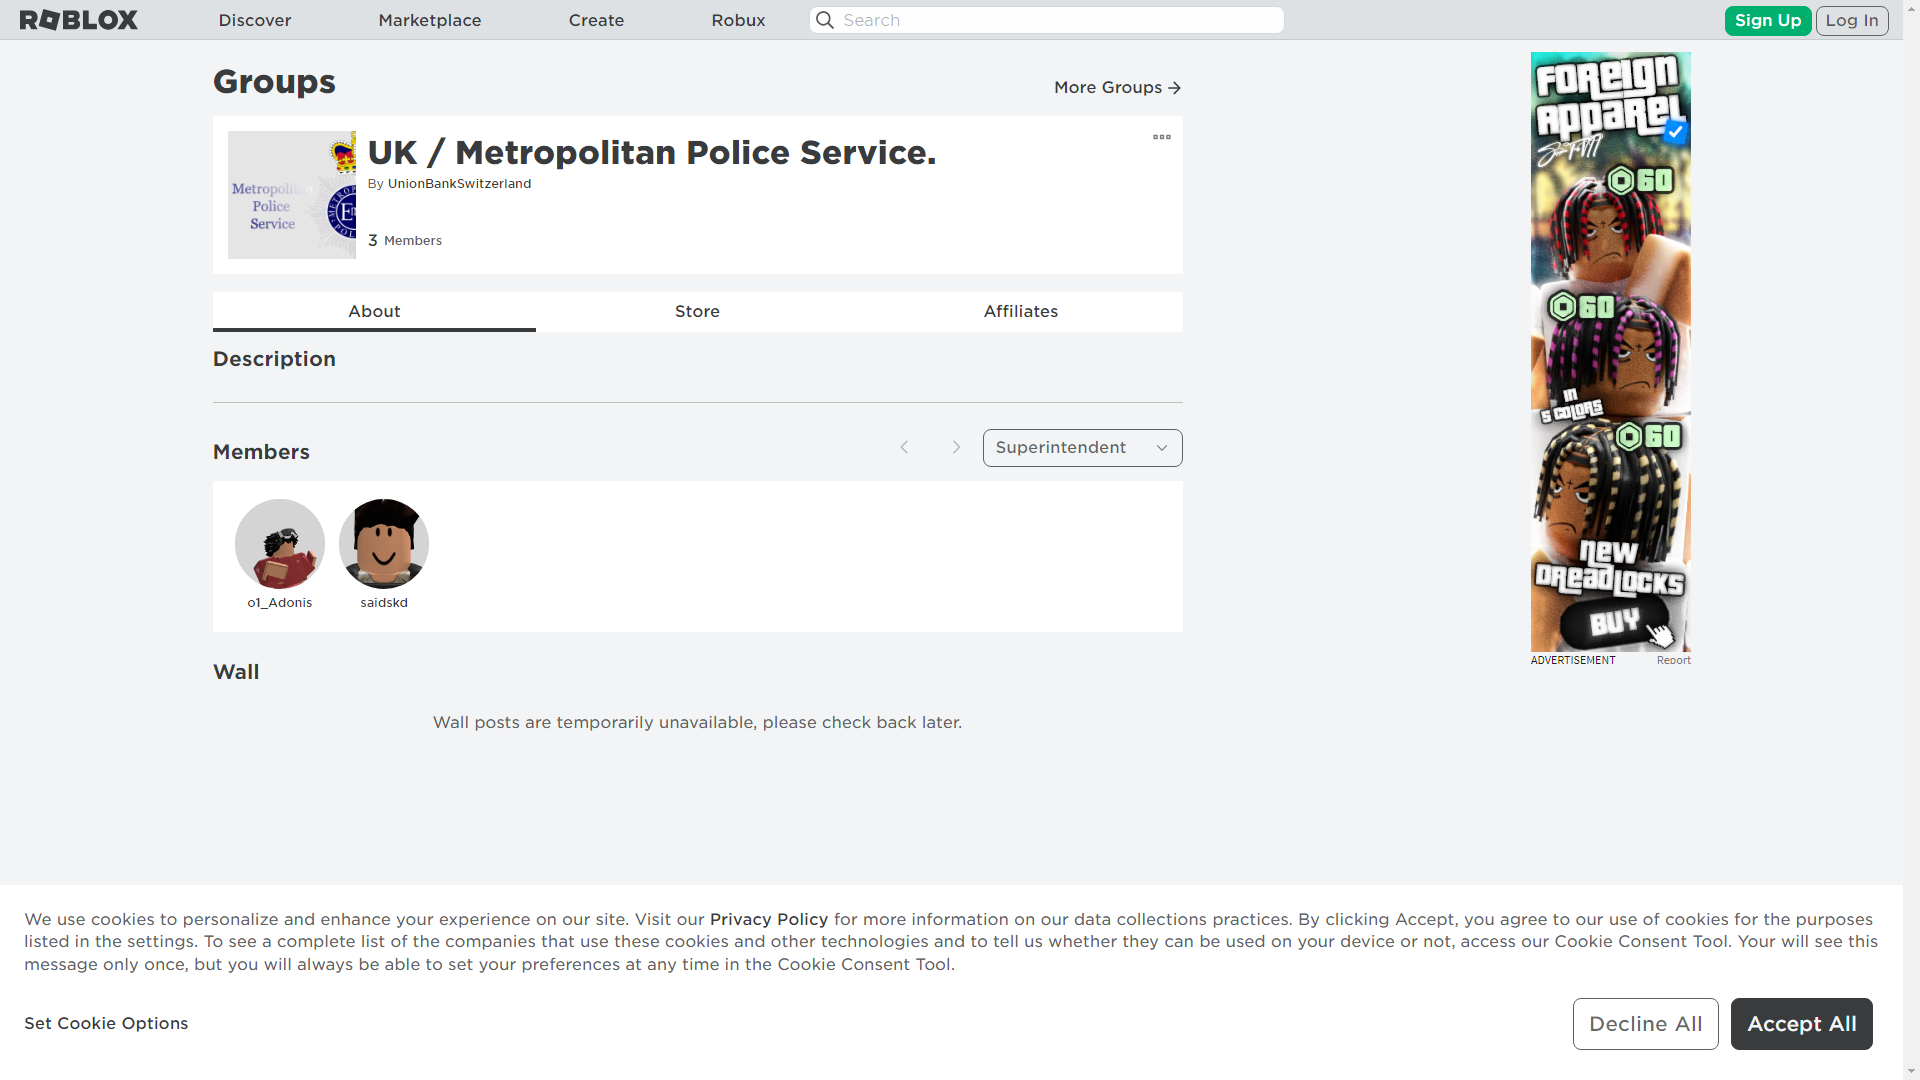 ROBLOX
Discover
Marketplace
Create
Robux
Search
Sign Up
Log In
Groups
More Groups
Metropolitan
Police
Service
UK / Metropolitan Police Service.
By UnionBankSwitzerland
3 Members
About
Store
Affiliates
Description
Members
Superintendent
o1_Adonis
saidskd
Wall
Wall posts are temporarily unavailable, please check back later.
FOREIGN
APPAREL
60
60
IN
5 COLORS
60
NEW
DREADLOCKS
BUY
ADVERTISEMENT
Report
We use cookies to personalize and enhance your experience on our site. Visit our Privacy Policy for more information on our data collections practices. By clicking Accept, you agree to our use of cookies for the purposes
listed in the settings. To see a complete list of the companies that use these cookies and other technologies and to tell us whether they can be used on your device or not, access our Cookie Consent Tool. Your will see this
message only once, but you will always be able to set your preferences at any time in the Cookie Consent Tool.
Set Cookie Options
Decline All
Accept All